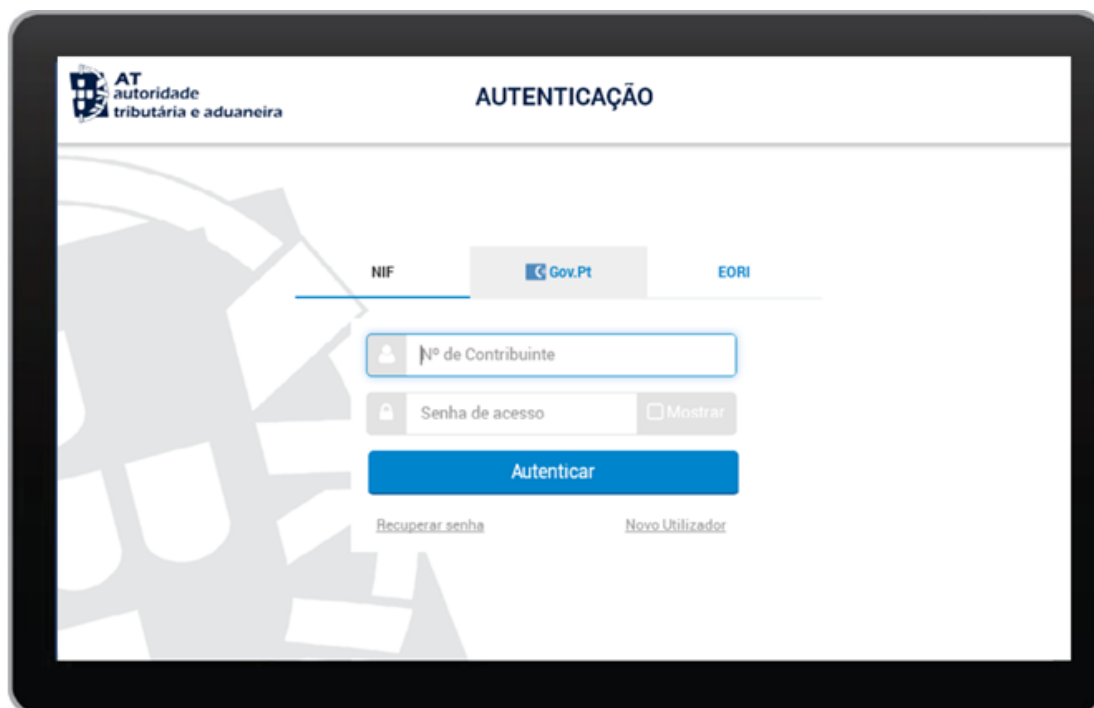 AT
autoridade
tributária e aduaneira
AUTENTICAÇÃO
NIF
Gov.Pt
EORI
Nº de Contribuinte
Senha de acesso
Mostrar
Autenticar
Recuperar senha
Novo Utilizador